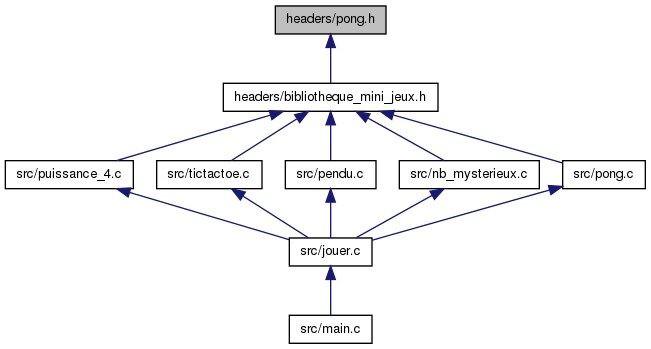 headers/pong.h
headers/bibliotheque_mini_jeux.h
src/puissance_4.c
src/tictactoe.c
src/pendu.c
src/nb_mysterieux.c
src/pong.c
src/jouer.c
src/main.c